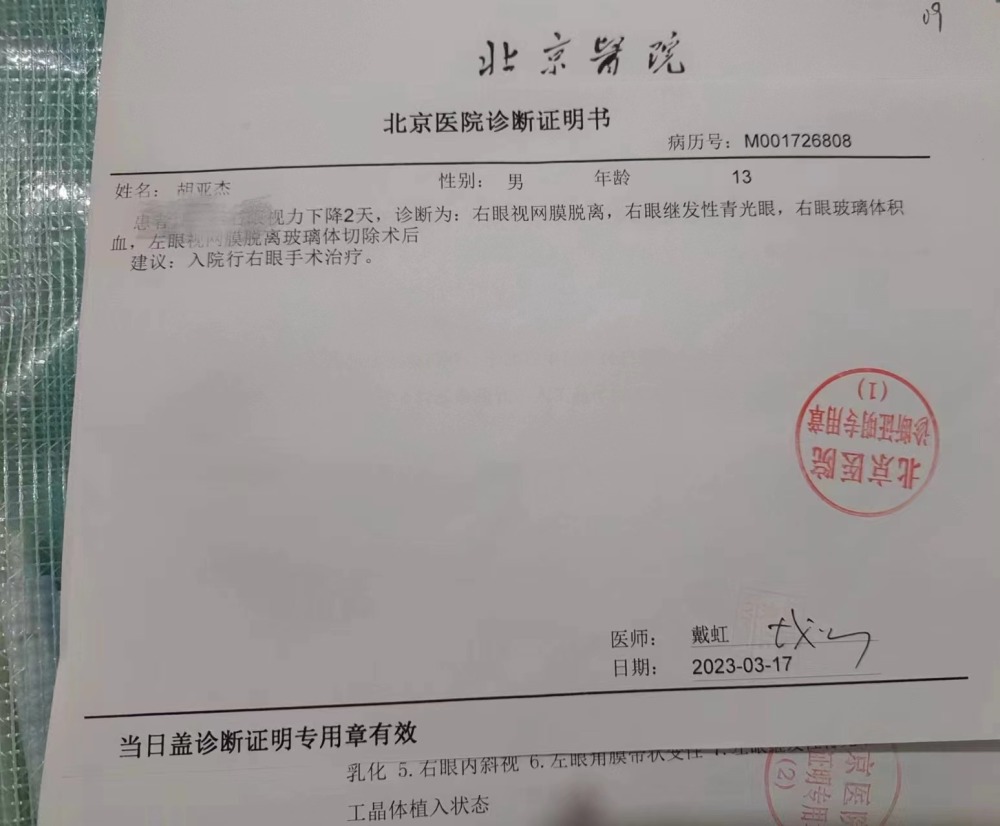 09
北京醫院
北京医院诊断证明书
病历号：M001726808
姓名：胡亚杰 性别：男 年龄 13
患有 视力下降2天，诊断为：右眼视网膜脱离，右眼继发性青光眼，右眼玻璃体积
血，左眼视网膜脱离玻璃体切除术后
建议：入院行右眼手术治疗。
(1)
诊断证明专用章
北京医院
医师：戴虹
日期：2023-03-17
当日盖诊断证明专用章有效
乳化 5.右眼内斜视 6.左眼角膜带状变性
工晶体植入状态
京医院
证明专用
(2)